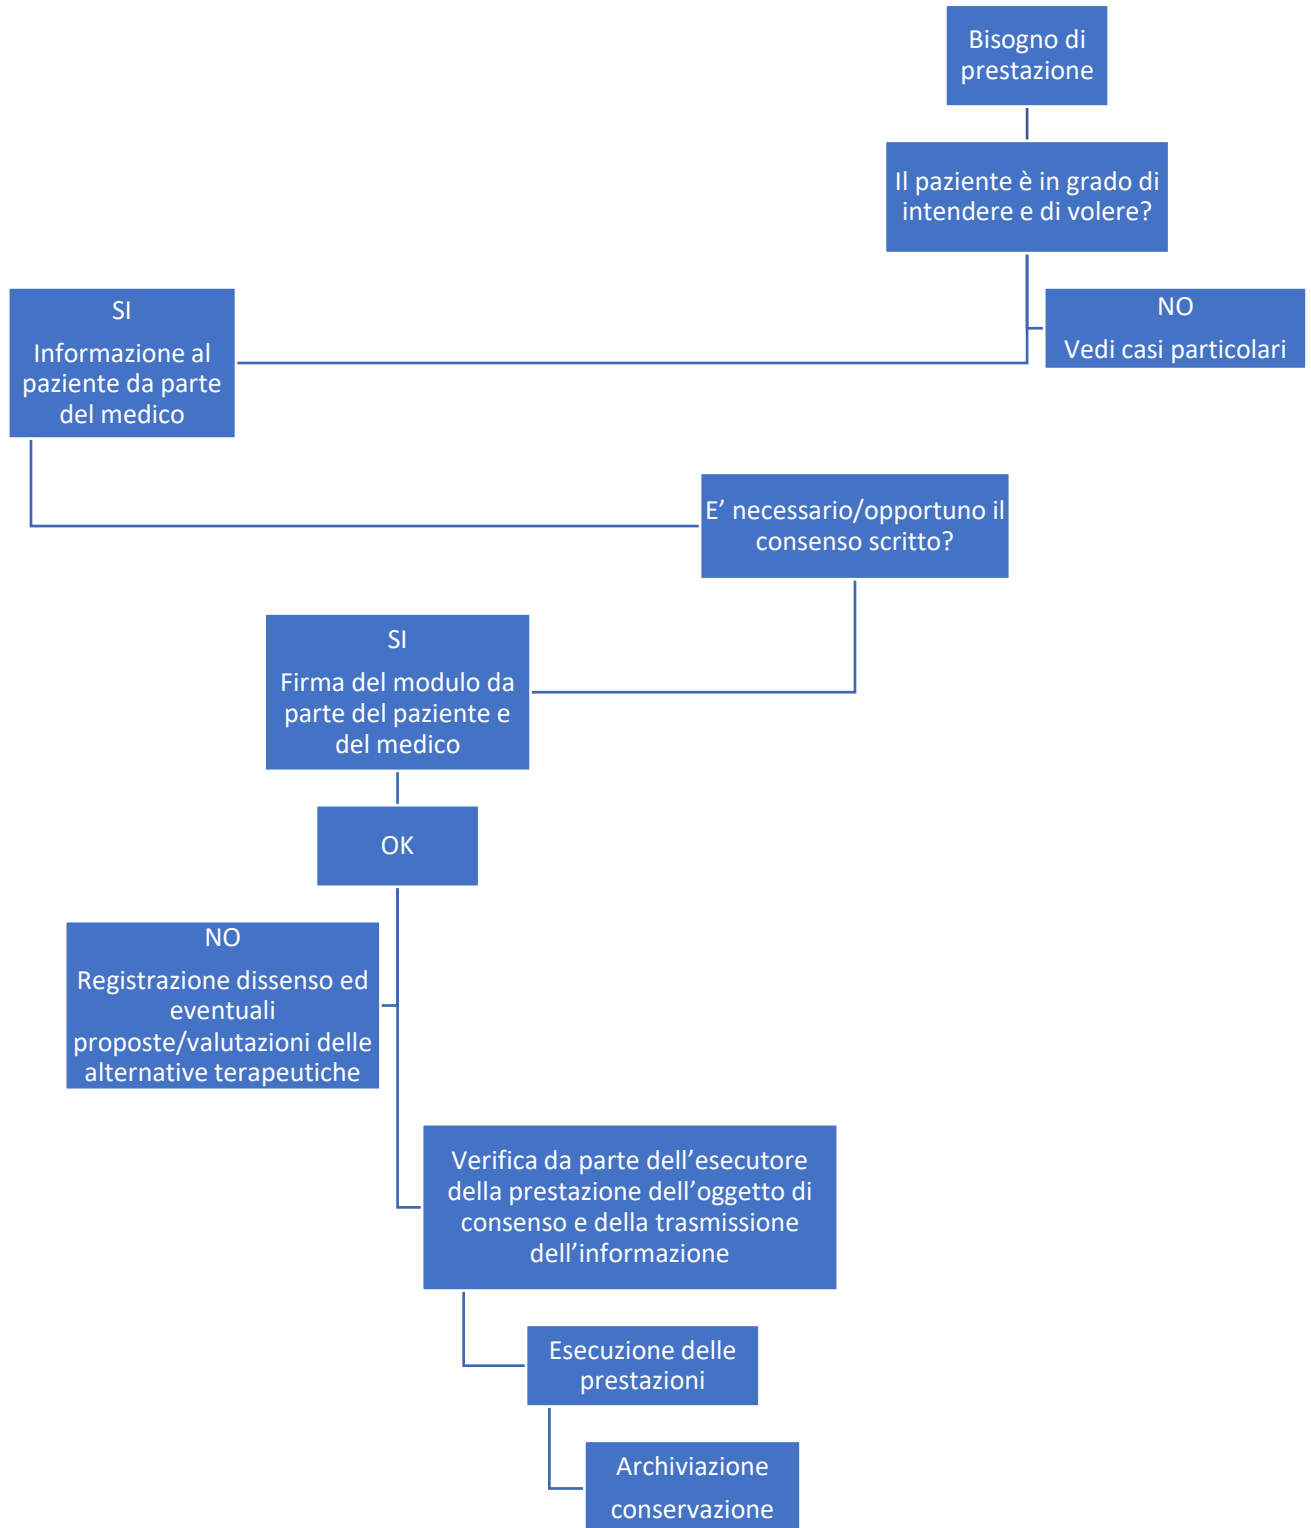 Bisogno di
prestazione
Il paziente è in grado di
intendere e di volere?
SI
Informazione al
paziente da parte
del medico
NO
Vedi casi particolari
E’ necessario/opportuno il
consenso scritto?
SI
Firma del modulo da
parte del paziente e
del medico
OK
NO
Registrazione dissenso ed
eventuali
proposte/valutazioni delle
alternative terapeutiche
Verifica da parte dell’esecutore
della prestazione dell’oggetto di
consenso e della trasmissione
dell’informazione
Esecuzione delle
prestazioni
Archiviazione
conservazione